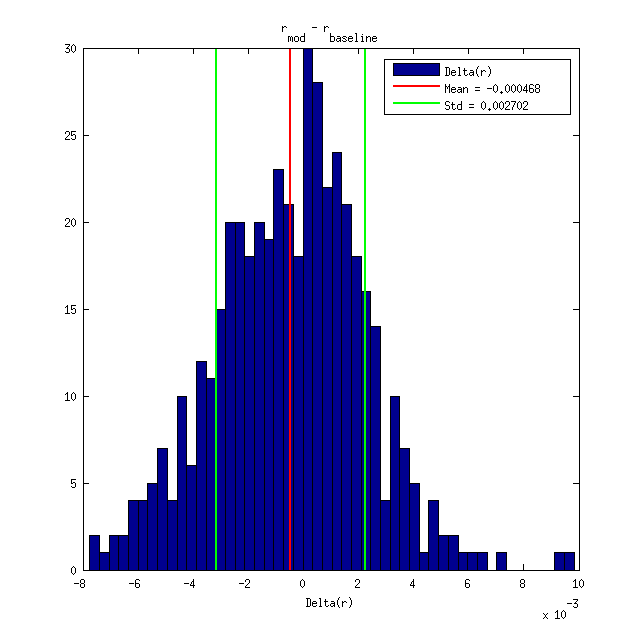 r_mod - r_baseline
Delta(r)
Mean = -0.000468
Std = 0.002702
30
25
20
15
10
5
0
-8 -6 -4 -2 0 2 4 6 8 10
Delta(r)
x 10^-3